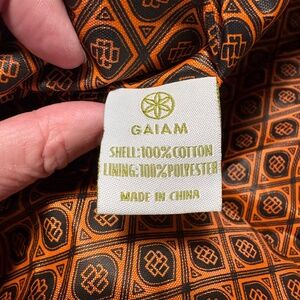 GAIAM
SHELL:100%COTTON
LINING:100%POLYESTER
MADE IN CHINA